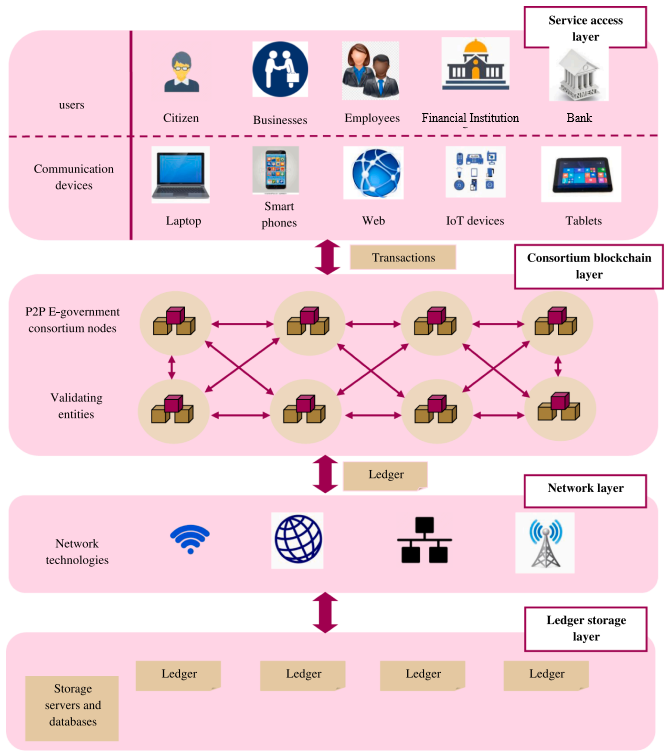 Service access
layer
users
Citizen
Businesses
Employees
Financial Institution
Bank
Communication
devices
Laptop
Smart
phones
Web
IoT devices
Tablets
Transactions
Consortium blockchain
layer
P2P E-government
consortium nodes
Validating
entities
Ledger
Network layer
Network
technologies
Ledger storage
layer
Ledger
Ledger
Ledger
Ledger
Storage
servers and
databases